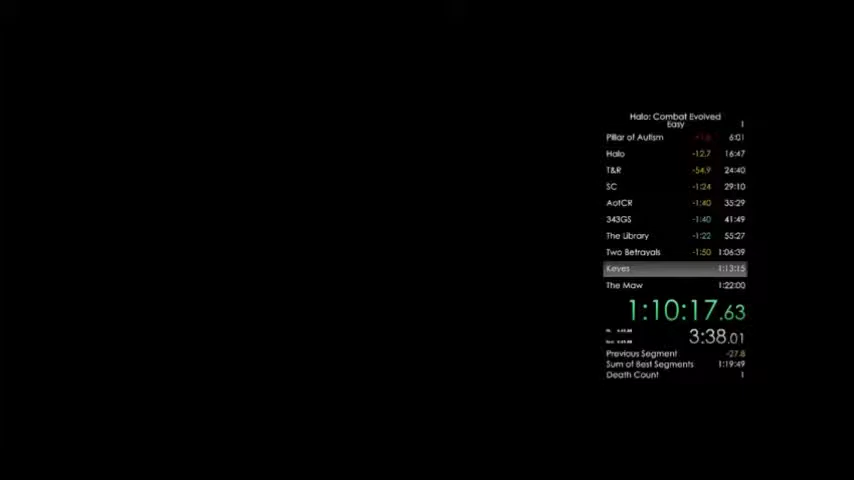 Halo: Combat Evolved
Easy 1
Pillar of Autism 6:01
Halo -12.7 16:47
T&R -54.9 24:40
SC -1:24 29:10
AotCR -1:40 35:29
343GS -1:40 41:49
The Library -1:22 55:27
Two Betrayals -1:50 1:06:39
Keyes 1:13:15
The Maw 1:22:00
1:10:17.63
3:38.01
Previous Segment -27.8
Sum of Best Segments 1:19:49
Death Count 1